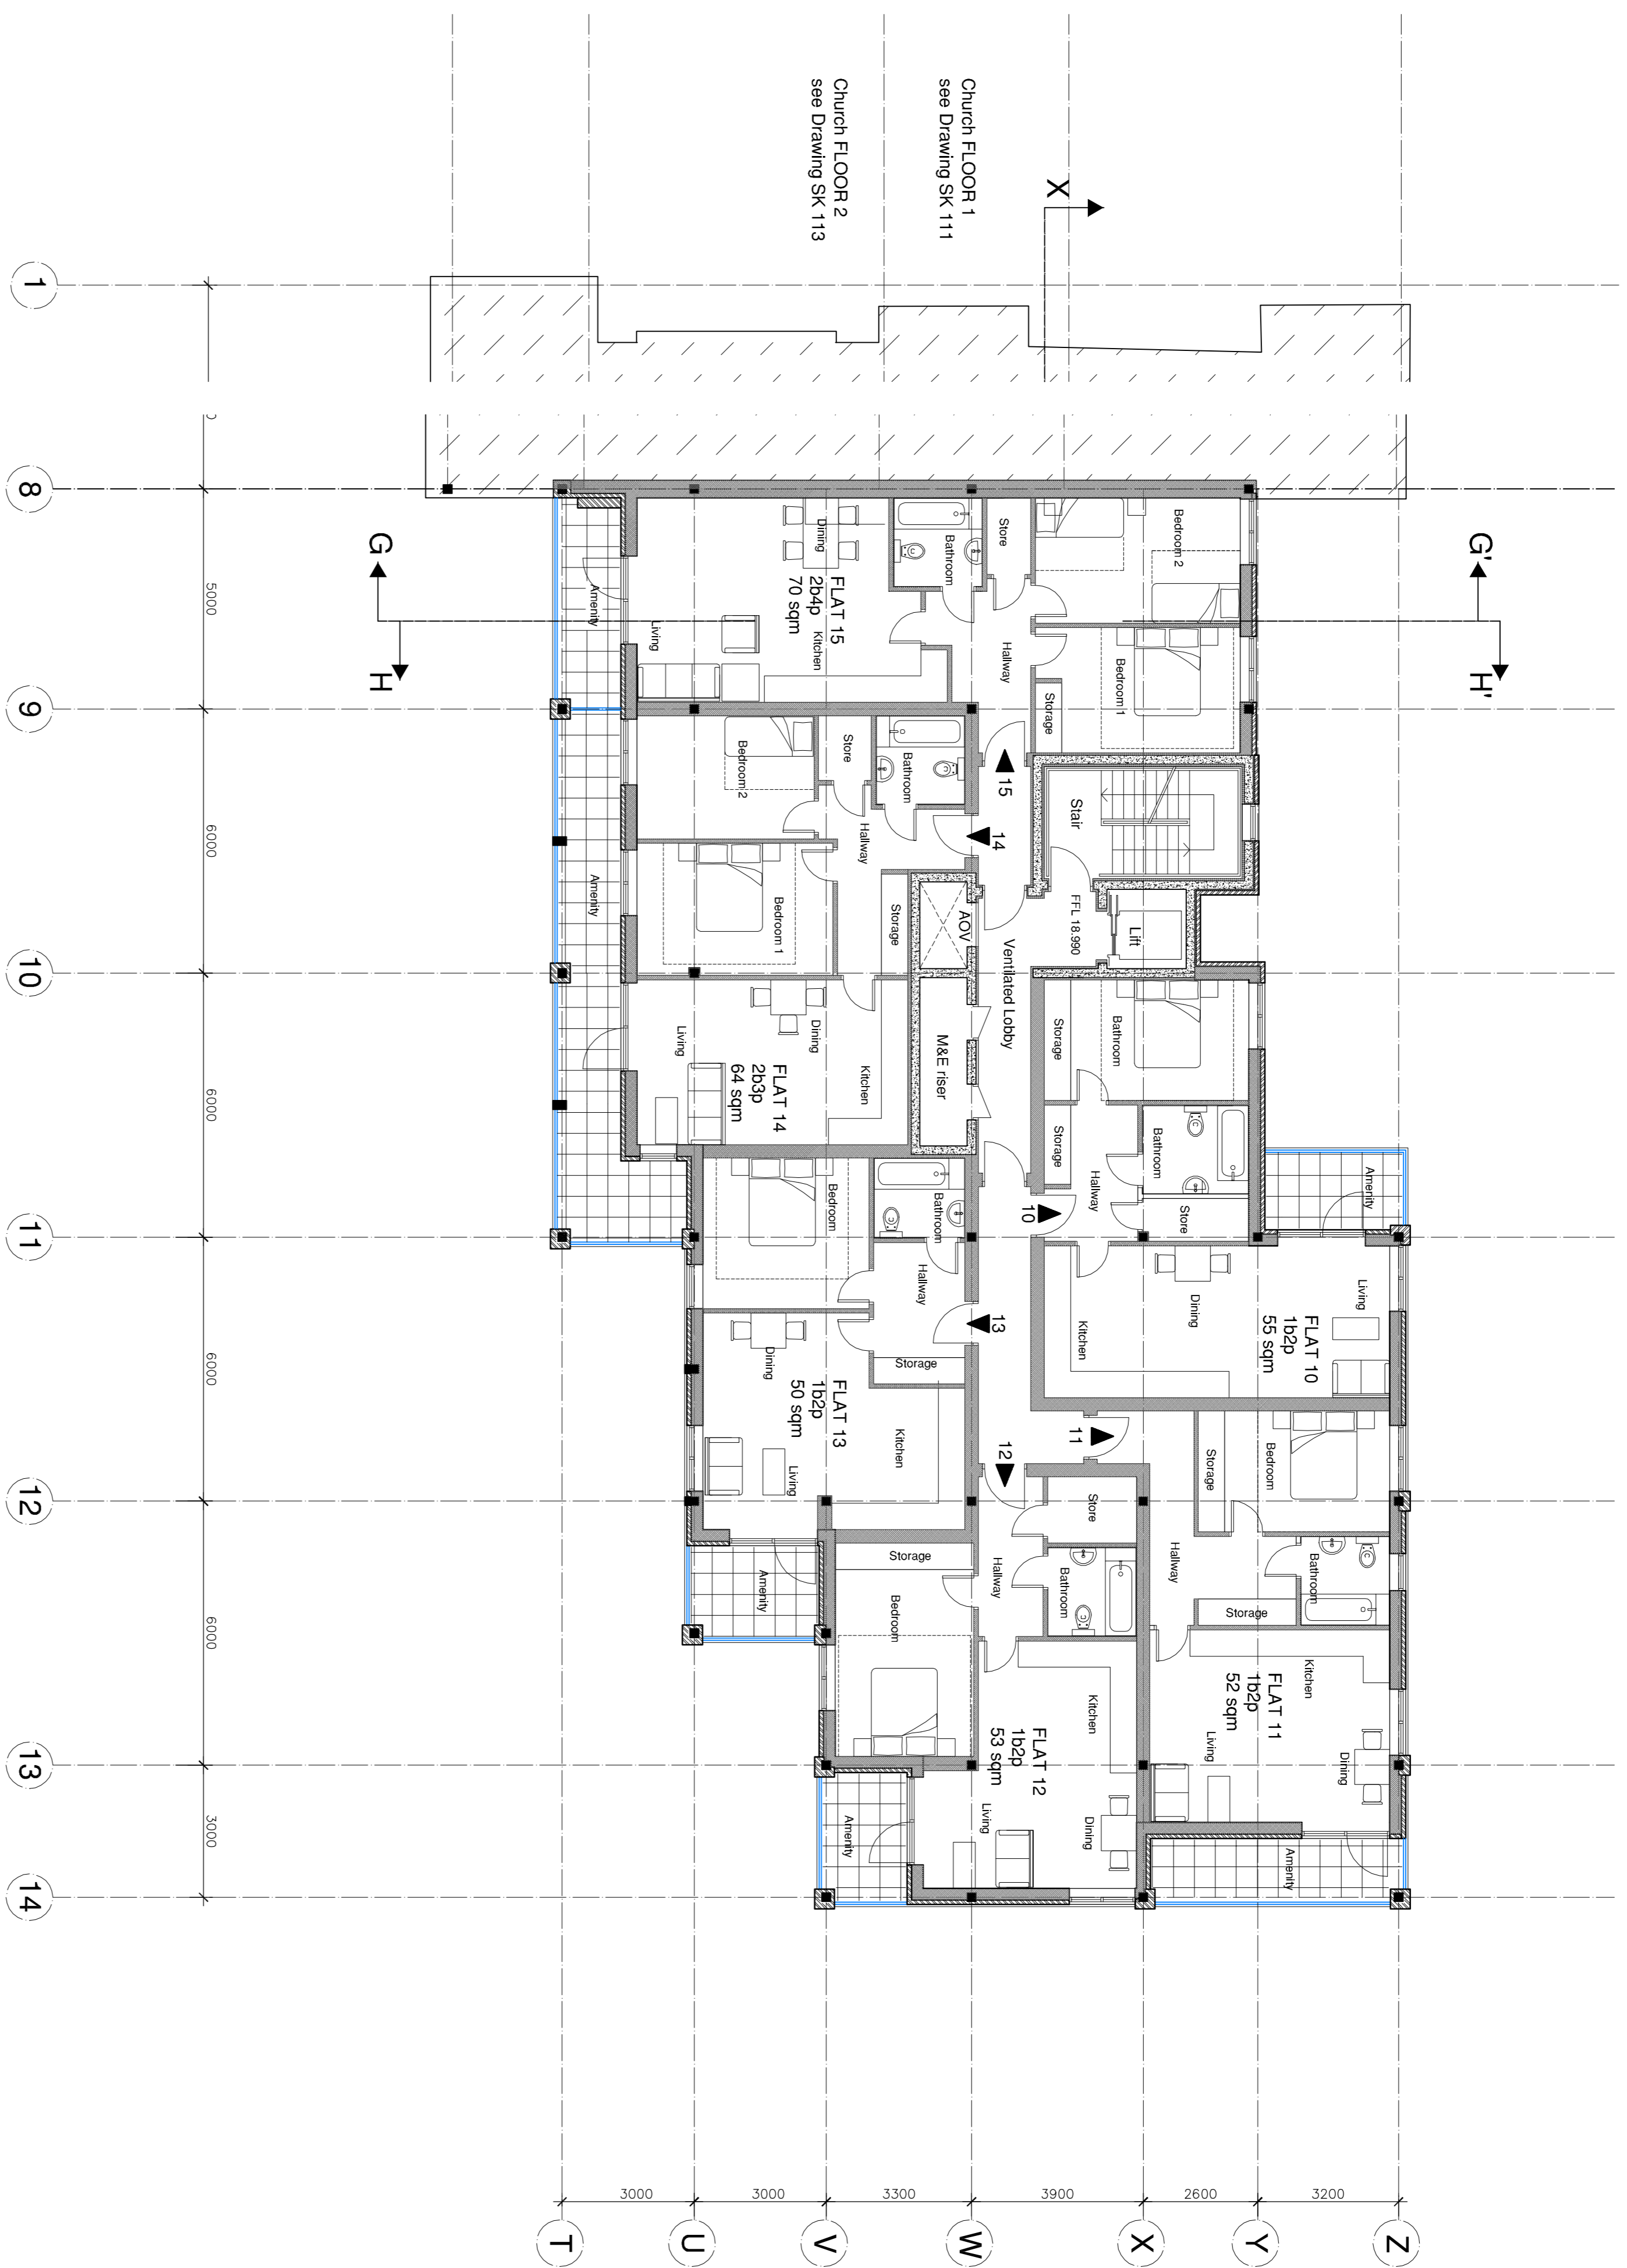 Church FLOOR 1
see Drawing SK 111
Church FLOOR 2
see Drawing SK 113
X
G'
H'
G
H
Bedroom 2
Bedroom 1
Storage
Store
Hallway
Bathroom
Dining
FLAT 15
2b4p
70 sqm
Kitchen
Living
Amenity
15
Stair
Lift
FFL 18.990
Ventilated Lobby
AOV
M&E riser
14
Bathroom
Store
Hallway
Bedroom 2
Bedroom 1
Storage
Kitchen
Dining
FLAT 14
2b3p
64 sqm
Living
Amenity
Bathroom
Storage
Storage
Bathroom
Store
Hallway
10
Amenity
Living
FLAT 10
1b2p
55 sqm
Dining
Kitchen
13
Bathroom
Bedroom
Hallway
Storage
Kitchen
FLAT 13
1b2p
50 sqm
Dining
Living
Amenity
11
Bedroom
Storage
Bathroom
Hallway
Storage
Kitchen
FLAT 11
1b2p
52 sqm
Dining
Living
Amenity
12
Store
Bathroom
Hallway
Storage
Bedroom
Kitchen
FLAT 12
1b2p
53 sqm
Dining
Living
Amenity
5000
6000
6000
6000
6000
3000
1
8
9
10
11
12
13
14
3200
2600
3900
3300
3000
3000
Z
Y
X
W
V
U
T